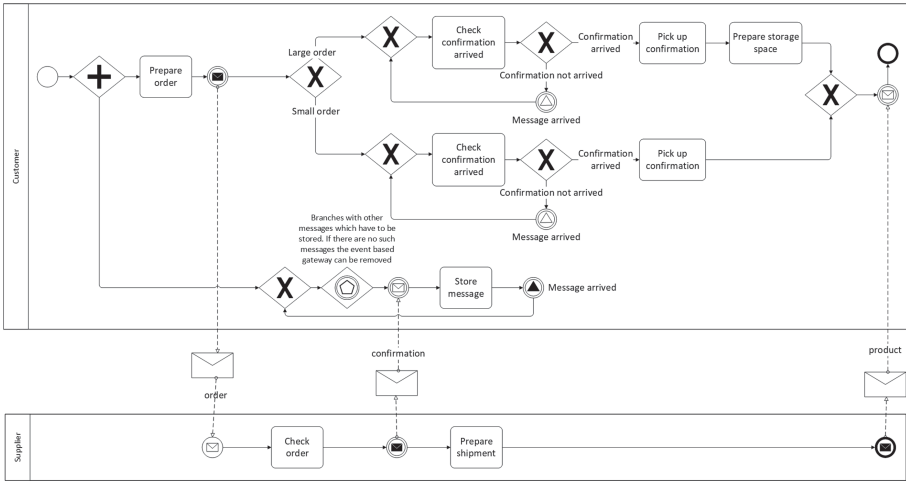 Customer
Prepare
order
Large order
Small order
Check
confirmation
arrived
Confirmation
arrived
Confirmation not arrived
Message arrived
Pick up
confirmation
Prepare storage
space
Check
confirmation
arrived
Confirmation
arrived
Confirmation not arrived
Message arrived
Pick up
confirmation
Branches with other
messages which have to be
stored. If there are no such
messages the event based
gateway can be removed
Store
message
Message arrived
order
confirmation
product
Supplier
Check
order
Prepare
shipment